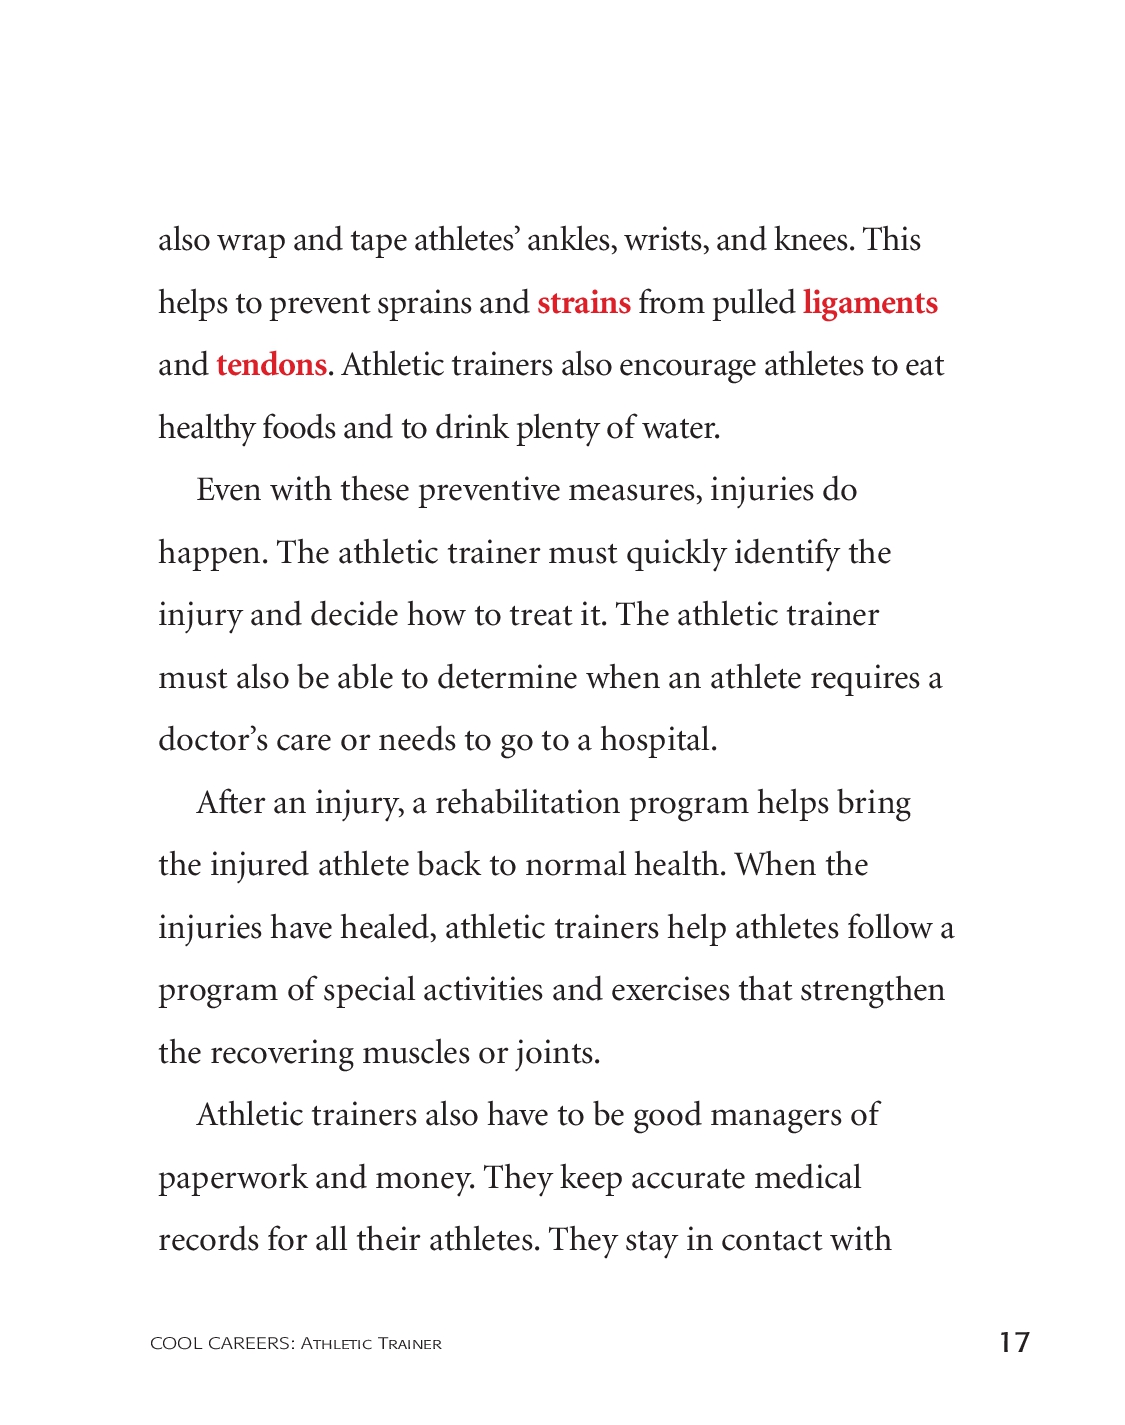 also wrap and tape athletes’ ankles, wrists, and knees. This
helps to prevent sprains and strains from pulled ligaments
and tendons. Athletic trainers also encourage athletes to eat
healthy foods and to drink plenty of water.
Even with these preventive measures, injuries do
happen. The athletic trainer must quickly identify the
injury and decide how to treat it. The athletic trainer
must also be able to determine when an athlete requires a
doctor’s care or needs to go to a hospital.
After an injury, a rehabilitation program helps bring
the injured athlete back to normal health. When the
injuries have healed, athletic trainers help athletes follow a
program of special activities and exercises that strengthen
the recovering muscles or joints.
Athletic trainers also have to be good managers of
paperwork and money. They keep accurate medical
records for all their athletes. They stay in contact with
COOL CAREERS: Athletic Trainer 17